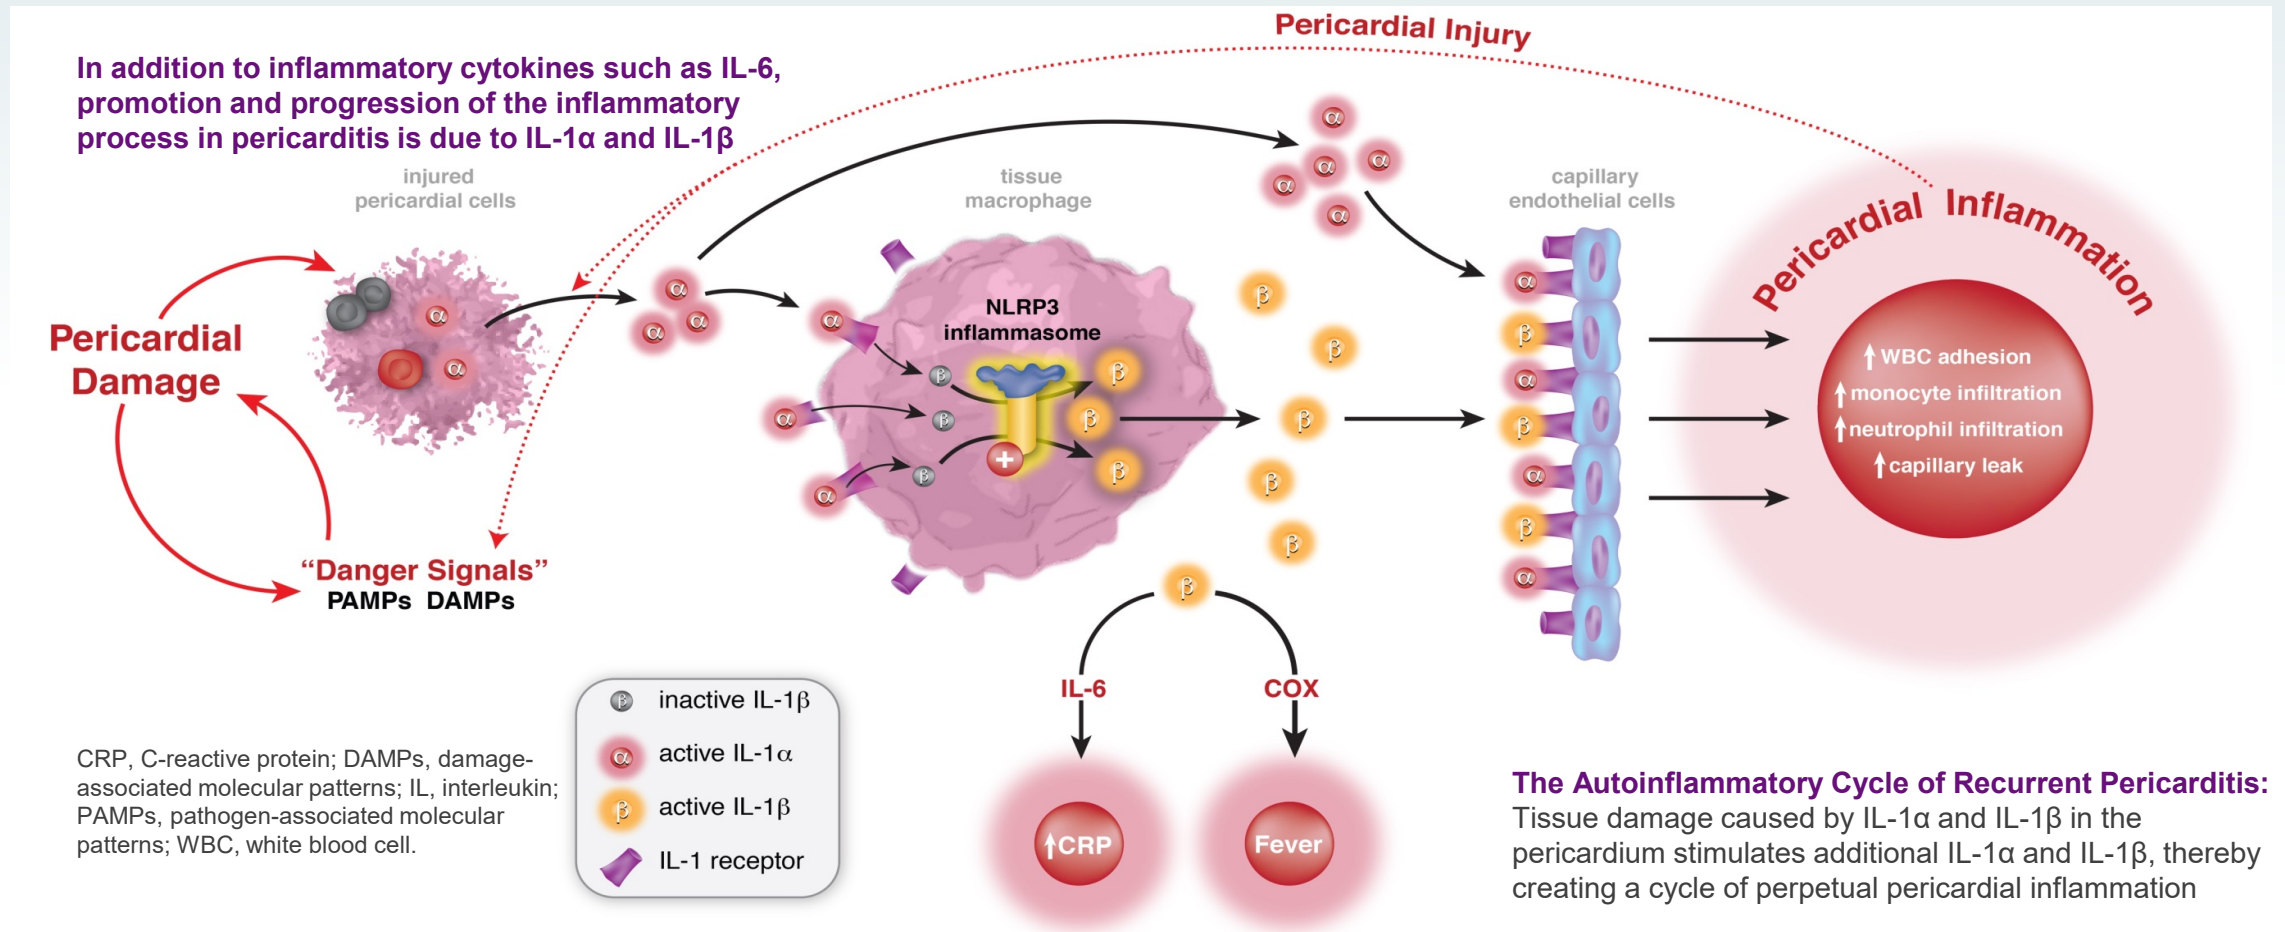 Pericardial Injury
In addition to inflammatory cytokines such as IL-6,
promotion and progression of the inflammatory
process in pericarditis is due to IL-1α and IL-1β
injured
pericardial cells
tissue
macrophage
capillary
endothelial cells
Pericardial Inflammation
α
α
α
α
α
α
α
α
α
α
NLRP3
inflammasome
α
α
α
β
β
β
+
β
β
β
β
β
β
β
β
β
α
β
α
β
α
β
α
Pericardial
Damage
“Danger Signals”
PAMPs DAMPs
WBC adhesion
monocyte infiltration
neutrophil infiltration
capillary leak
IL-6
COX
CRP
Fever
β inactive IL-1β
α active IL-1α
β active IL-1β
IL-1 receptor
CRP, C-reactive protein; DAMPs, damage-
associated molecular patterns; IL, interleukin;
PAMPs, pathogen-associated molecular
patterns; WBC, white blood cell.
The Autoinflammatory Cycle of Recurrent Pericarditis:
Tissue damage caused by IL-1α and IL-1β in the
pericardium stimulates additional IL-1α and IL-1β, thereby
creating a cycle of perpetual pericardial inflammation